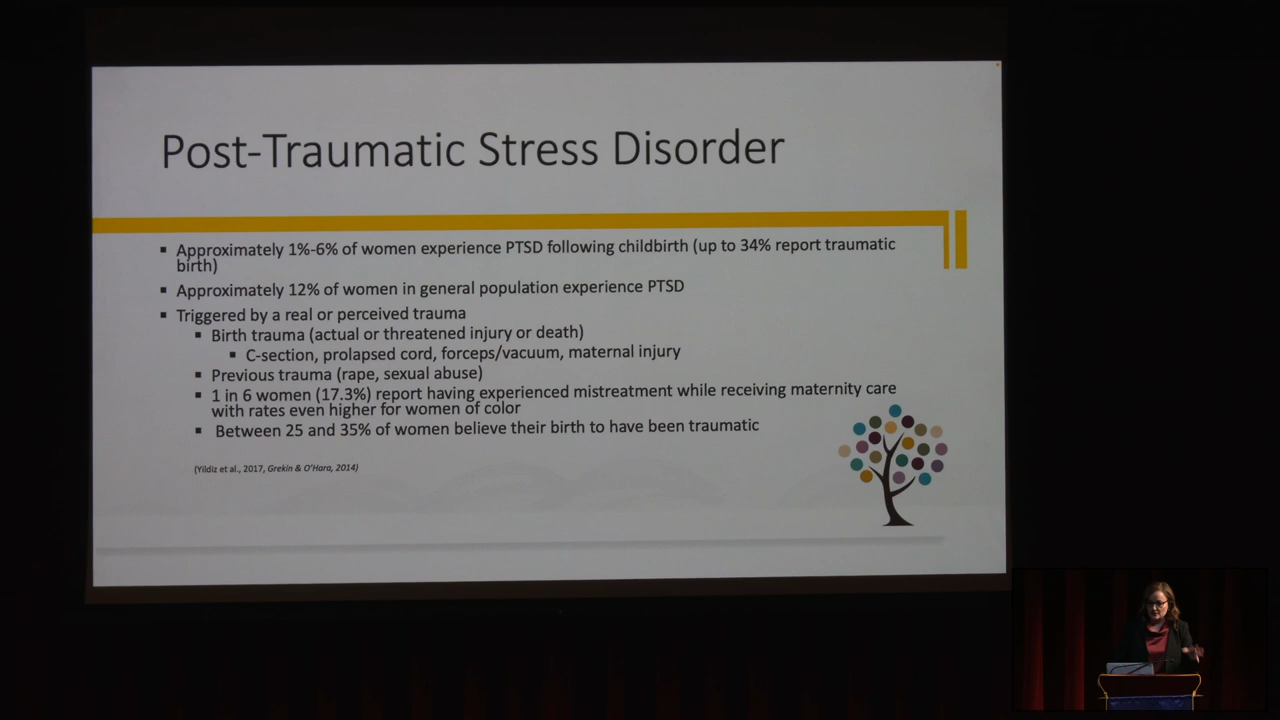 Post-Traumatic Stress Disorder
▪ Approximately 1%-6% of women experience PTSD following childbirth (up to 34% report traumatic
birth)
▪ Approximately 12% of women in general population experience PTSD
▪ Triggered by a real or perceived trauma
▪ Birth trauma (actual or threatened injury or death)
▪ C-section, prolapsed cord, forceps/vacuum, maternal injury
▪ Previous trauma (rape, sexual abuse)
▪ 1 in 6 women (17.3%) report having experienced mistreatment while receiving maternity care
with rates even higher for women of color
▪ Between 25 and 35% of women believe their birth to have been traumatic
(Yildiz et al., 2017, Grekin & O'Hara, 2014)